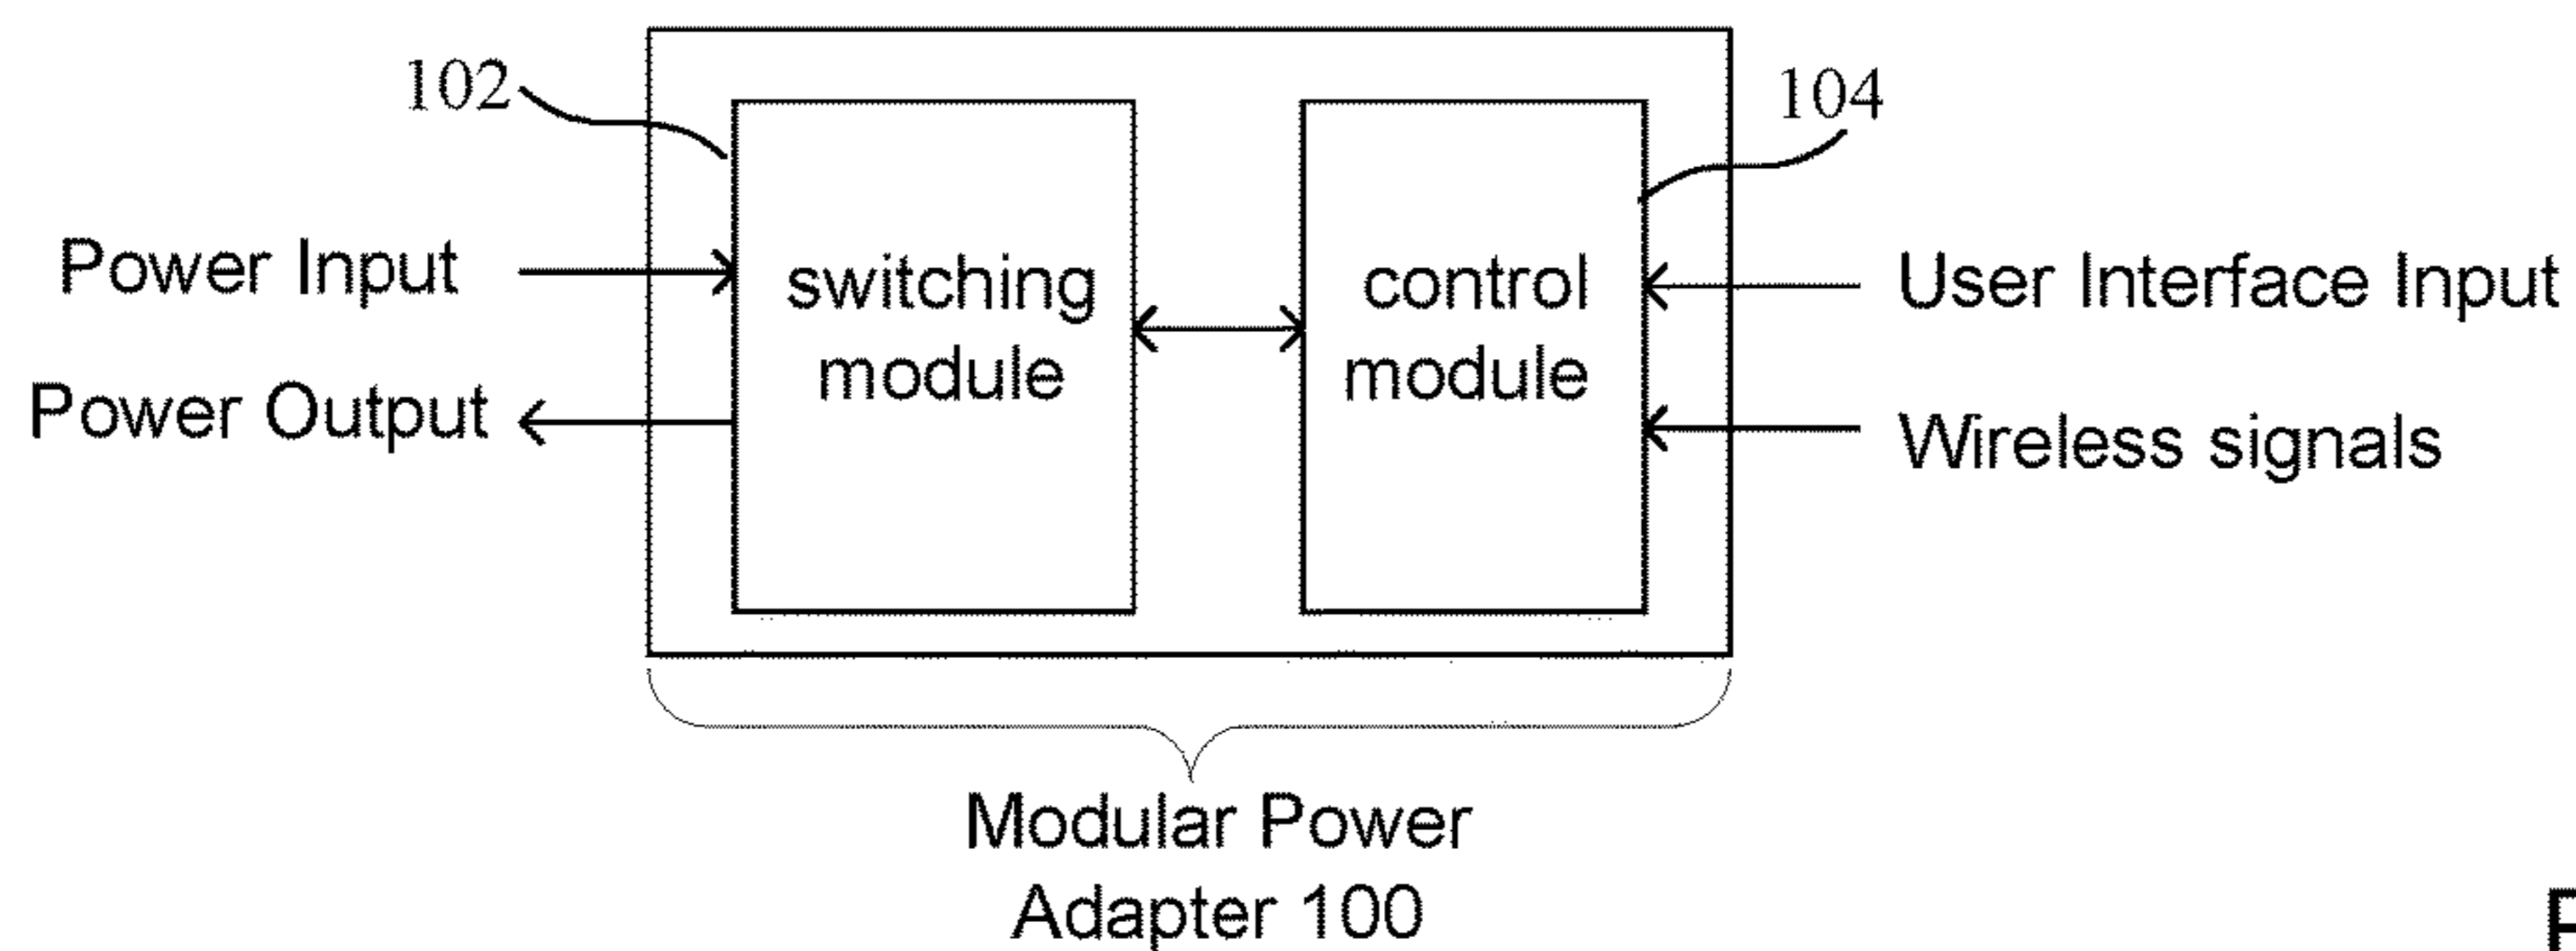 102
104
Power Input
switching
module
control
module
User Interface Input
Power Output
Wireless signals
Modular Power
Adapter 100